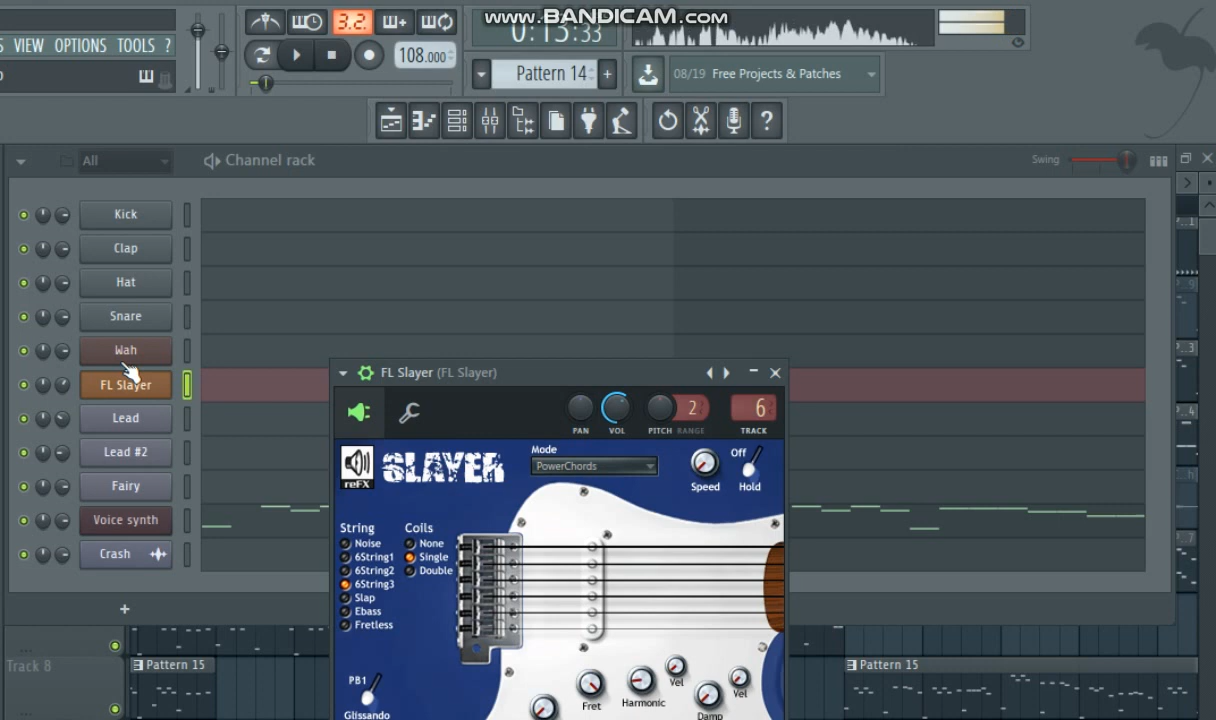 www.BANDICAM.com
0:15:33
VIEW OPTIONS TOOLS ?
3.2.
108.000
Pattern 14
08/19 Free Projects & Patches
All
Channel rack
Swing
Kick
Clap
Hat
Snare
Wah
FL Slayer
Lead
Lead #2
Fairy
Voice synth
Crash
FL Slayer (FL Slayer)
2
6
PAN
VOL
PITCH
RANGE
TRACK
reFX
SLAYER
Mode
PowerChords
Speed
Off
Hold
String
Noise
6String1
6String2
6String3
Slap
Ebass
Fretless
Coils
None
Single
Double
PB1
Glissando
Fret
Harmonic
Vel
Damp
Vel
Track 8
Pattern 15
Pattern 15